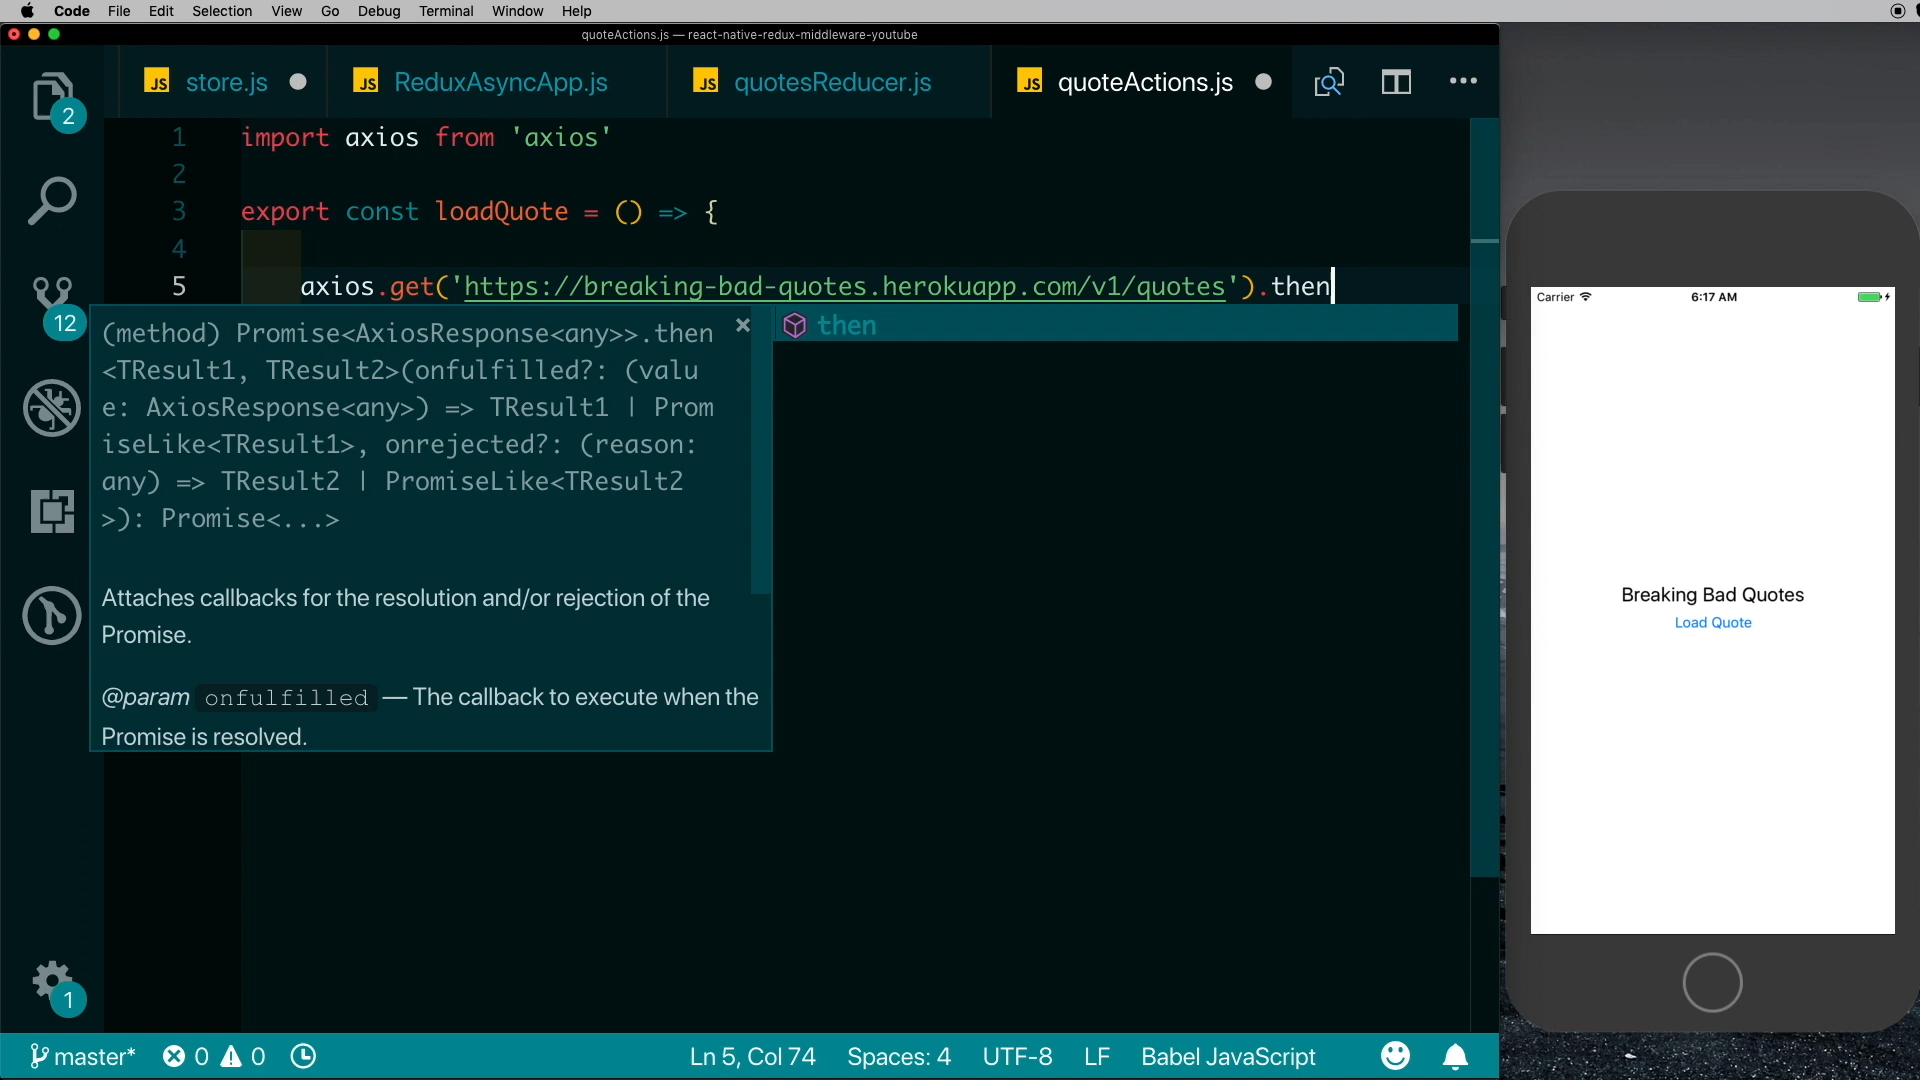 Code File Edit Selection View Go Debug Terminal Window Help
quoteActions.js — react-native-redux-middleware-youtube
JS store.js JS ReduxAsyncApp.js JS quotesReducer.js JS quoteActions.js
2
12
1
1 import axios from 'axios'
2
3 export const loadQuote = () => {
4
5 axios.get('https://breaking-bad-quotes.herokuapp.com/v1/quotes').then
then
(method) Promise<AxiosResponse<any>>.then
<TResult1, TResult2>(onfulfilled?: (valu
e: AxiosResponse<any>) => TResult1 | Prom
iseLike<TResult1>, onrejected?: (reason:
any) => TResult2 | PromiseLike<TResult2
>): Promise<...>
Attaches callbacks for the resolution and/or rejection of the
Promise.
@param onfulfilled — The callback to execute when the
Promise is resolved.
master* 0 0 Ln 5, Col 74 Spaces: 4 UTF-8 LF Babel JavaScript
Carrier 6:17 AM
Breaking Bad Quotes
Load Quote